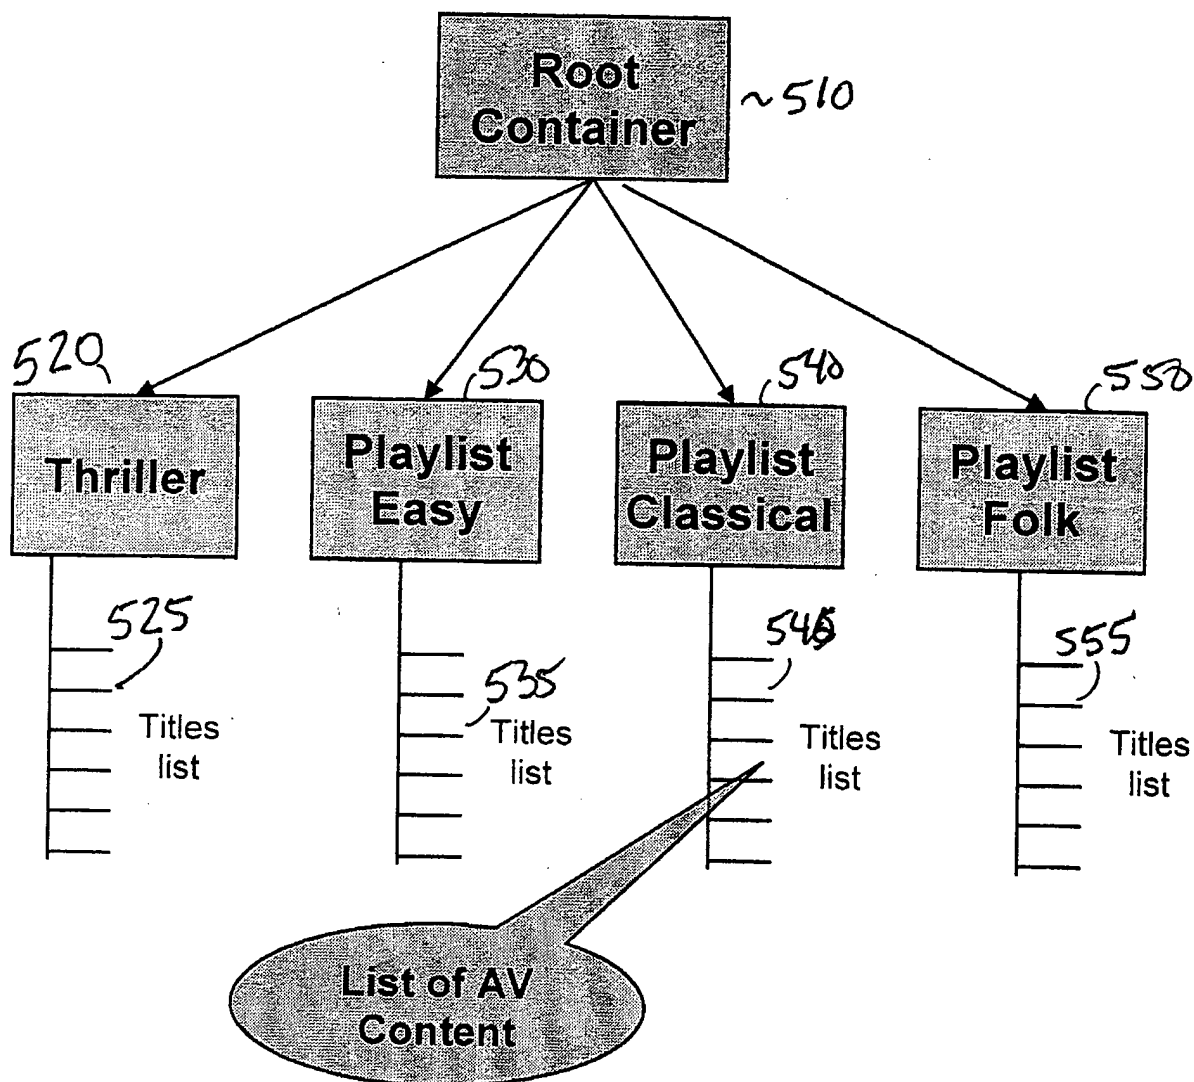 Root
Container
~510
520
530
540
550
Thriller
Playlist
Easy
Playlist
Classical
Playlist
Folk
525
535
545
555
Titles
list
Titles
list
Titles
list
Titles
list
List of AV
Content